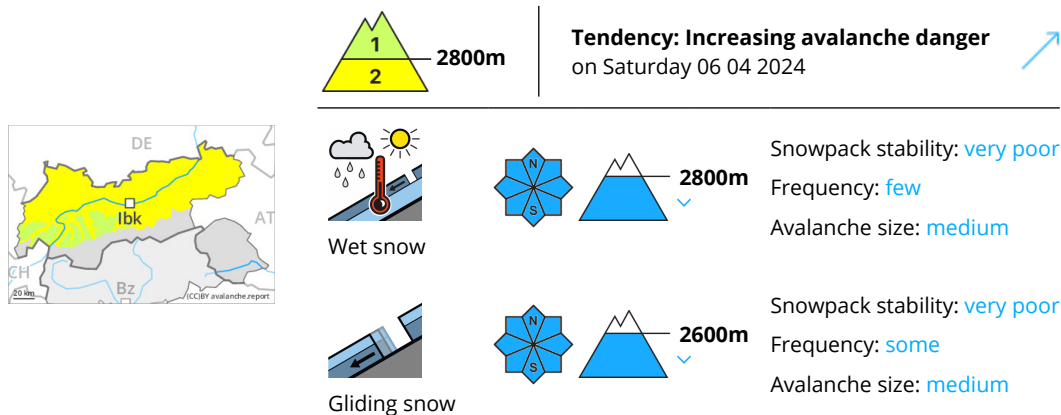 1
2
2800m
Tendency: Increasing avalanche danger
on Saturday 06 04 2024
DE
Ibk
AT
CH
Bz
20 km
(CC)BY avalanche.report
Wet snow
N
S
2800m
Snowpack stability: very poor
Frequency: few
Avalanche size: medium
Gliding snow
N
S
2600m
Snowpack stability: very poor
Frequency: some
Avalanche size: medium